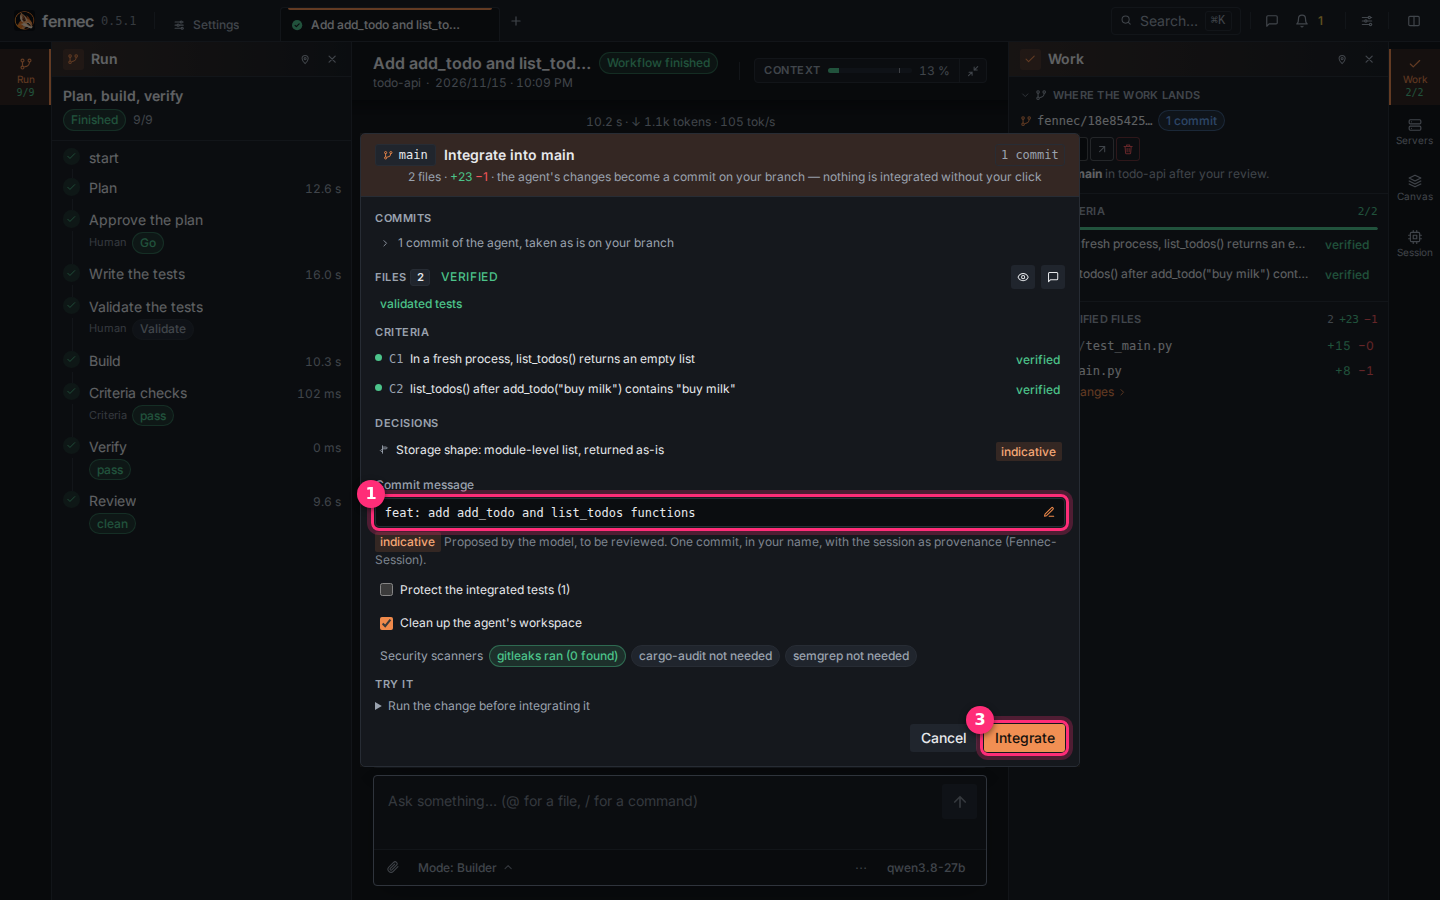 fennec 0.5.1
Settings
Add add_todo and list_to...
Search... ⌘K
1
Run
9/9
Run
Plan, build, verify
Finished 9/9
start
Plan 12.6 s
Approve the plan
Human Go
Write the tests 16.0 s
Validate the tests
Human Validate
Build 10.3 s
Criteria checks 102 ms
Criteria pass
Verify 0 ms
pass
Review 9.6 s
clean
Add add_todo and list_tod... Workflow finished
todo-api · 2026/11/15 · 10:09 PM
CONTEXT 13 %
10.2 s · ↓ 1.1k tokens · 105 tok/s
main Integrate into main 1 commit
2 files · +23 −1 · the agent's changes become a commit on your branch — nothing is integrated without your click
COMMITS
1 commit of the agent, taken as is on your branch
FILES 2 VERIFIED
validated tests
CRITERIA
C1 In a fresh process, list_todos() returns an empty list verified
C2 list_todos() after add_todo("buy milk") contains "buy milk" verified
DECISIONS
Storage shape: module-level list, returned as-is indicative
Commit message
1
feat: add add_todo and list_todos functions
indicative Proposed by the model, to be reviewed. One commit, in your name, with the session as provenance (Fennec-
Session).
Protect the integrated tests (1)
Clean up the agent's workspace
Security scanners gitleaks ran (0 found) cargo-audit not needed semgrep not needed
TRY IT
Run the change before integrating it
3
Cancel Integrate
Ask something... (@ for a file, / for a command)
Mode: Builder ... qwen3.8-27b
Work
WHERE THE WORK LANDS
fennec/18e85425... 1 commit
main in todo-api after your review.
ERIA 2/2
fresh process, list_todos() returns an e... verified
todos() after add_todo("buy milk") cont... verified
IFIED FILES 2 +23 −1
/test_main.py +15 −0
ain.py +8 −1
anges
Work
2/2
Servers
Canvas
Session